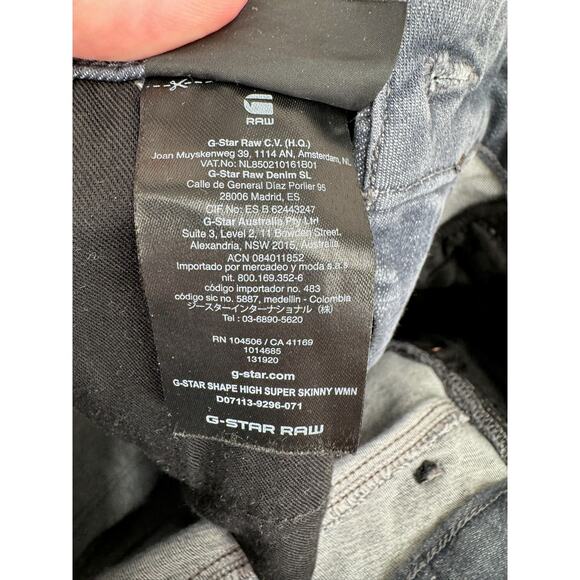 RAW
G-Star Raw C.V. (H.Q.)
Joan Muyskenweg 39, 1114 AN, Amsterdam, NL
VAT.No: NL850210161B01
G-Star Raw Denim SL
Calle de General Díaz Porlier 95
28006 Madrid, ES
CIF.No: ES B 62443247
G-Star Australia Pty Ltd
Suite 3, Level 2, 11 Bowden Street,
Alexandria, NSW 2015, Australia
ACN 084011852
Importado por mercadeo y moda s.a.s
nit. 800.169.352-6
código importador no. 483
código sic no. 5887, medellin - Colombia
ジースターインターナショナル (株)
Tel : 03-6890-5620
RN 104506 / CA 41169
1014685
131920
g-star.com
G-STAR SHAPE HIGH SUPER SKINNY WMN
D07113-9296-071
G-STAR RAW